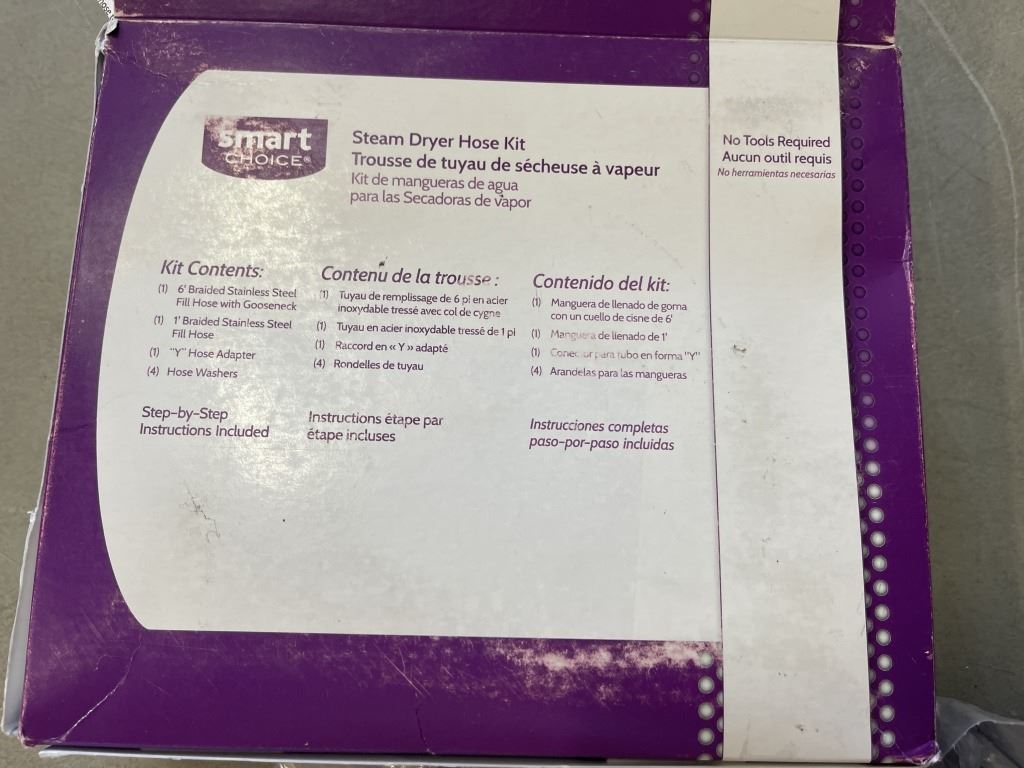 smart
CHOICE®
Steam Dryer Hose Kit
Trousse de tuyau de sécheuse à vapeur
Kit de mangueras de agua
para las Secadoras de vapor
No Tools Required
Aucun outil requis
No herramientas necesarias
Kit Contents:
(1) 6' Braided Stainless Steel
Fill Hose with Gooseneck
(1) 1' Braided Stainless Steel
Fill Hose
(1) "Y" Hose Adapter
(4) Hose Washers
Step-by-Step
Instructions Included
Contenu de la trousse :
(1) Tuyau de remplissage de 6 pi en acier
inoxydable tressé avec col de cygne
(1) Tuyau en acier inoxydable tressé de 1 pi
(1) Raccord en « Y » adapté
(4) Rondelles de tuyau
Instructions étape par
étape incluses
Contenido del kit:
(1) Manguera de llenado de goma
con un cuello de cisne de 6'
(1) Manguera de llenado de 1'
(1) para tubo en forma "Y"
(4) Arandelas para las mangueras
Instrucciones completas
paso-por-paso incluidas